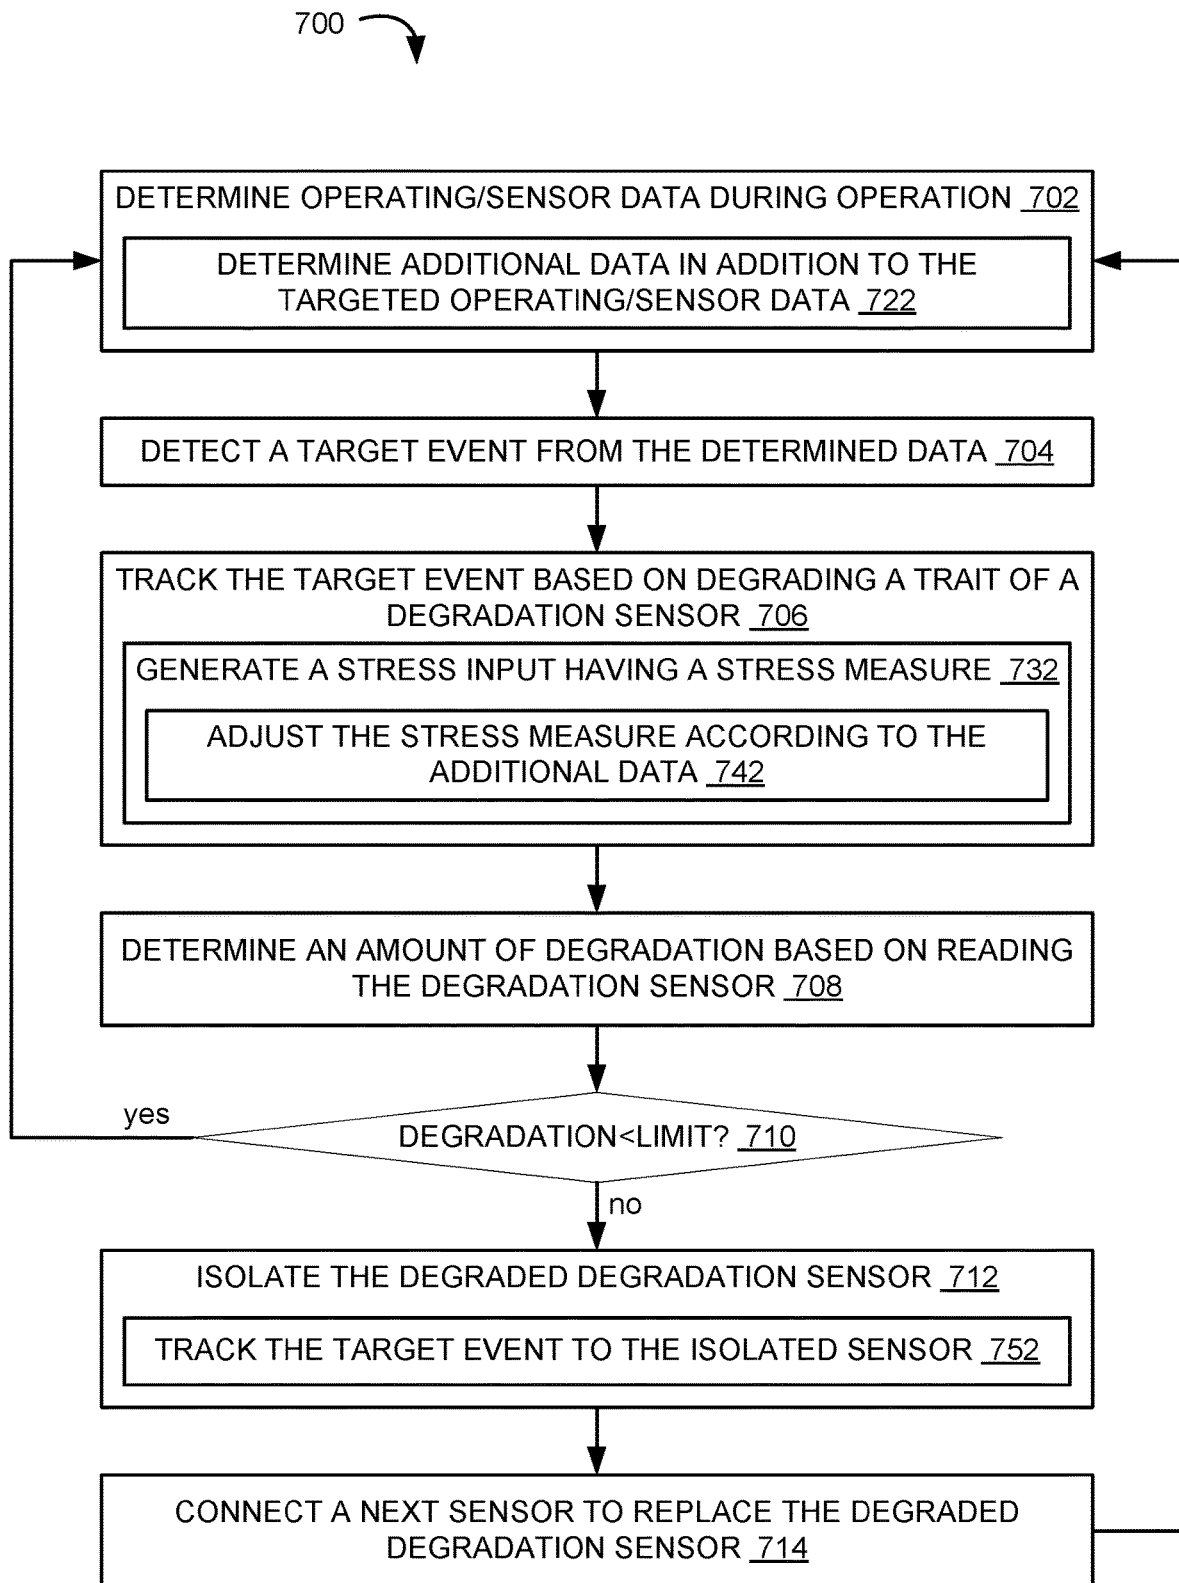 700
DETERMINE OPERATING/SENSOR DATA DURING OPERATION 702
DETERMINE ADDITIONAL DATA IN ADDITION TO THE
TARGETED OPERATING/SENSOR DATA 722
DETECT A TARGET EVENT FROM THE DETERMINED DATA 704
TRACK THE TARGET EVENT BASED ON DEGRADING A TRAIT OF A
DEGRADATION SENSOR 706
GENERATE A STRESS INPUT HAVING A STRESS MEASURE 732
ADJUST THE STRESS MEASURE ACCORDING TO THE
ADDITIONAL DATA 742
DETERMINE AN AMOUNT OF DEGRADATION BASED ON READING
THE DEGRADATION SENSOR 708
yes
DEGRADATION<LIMIT? 710
no
ISOLATE THE DEGRADED DEGRADATION SENSOR 712
TRACK THE TARGET EVENT TO THE ISOLATED SENSOR 752
CONNECT A NEXT SENSOR TO REPLACE THE DEGRADED
DEGRADATION SENSOR 714